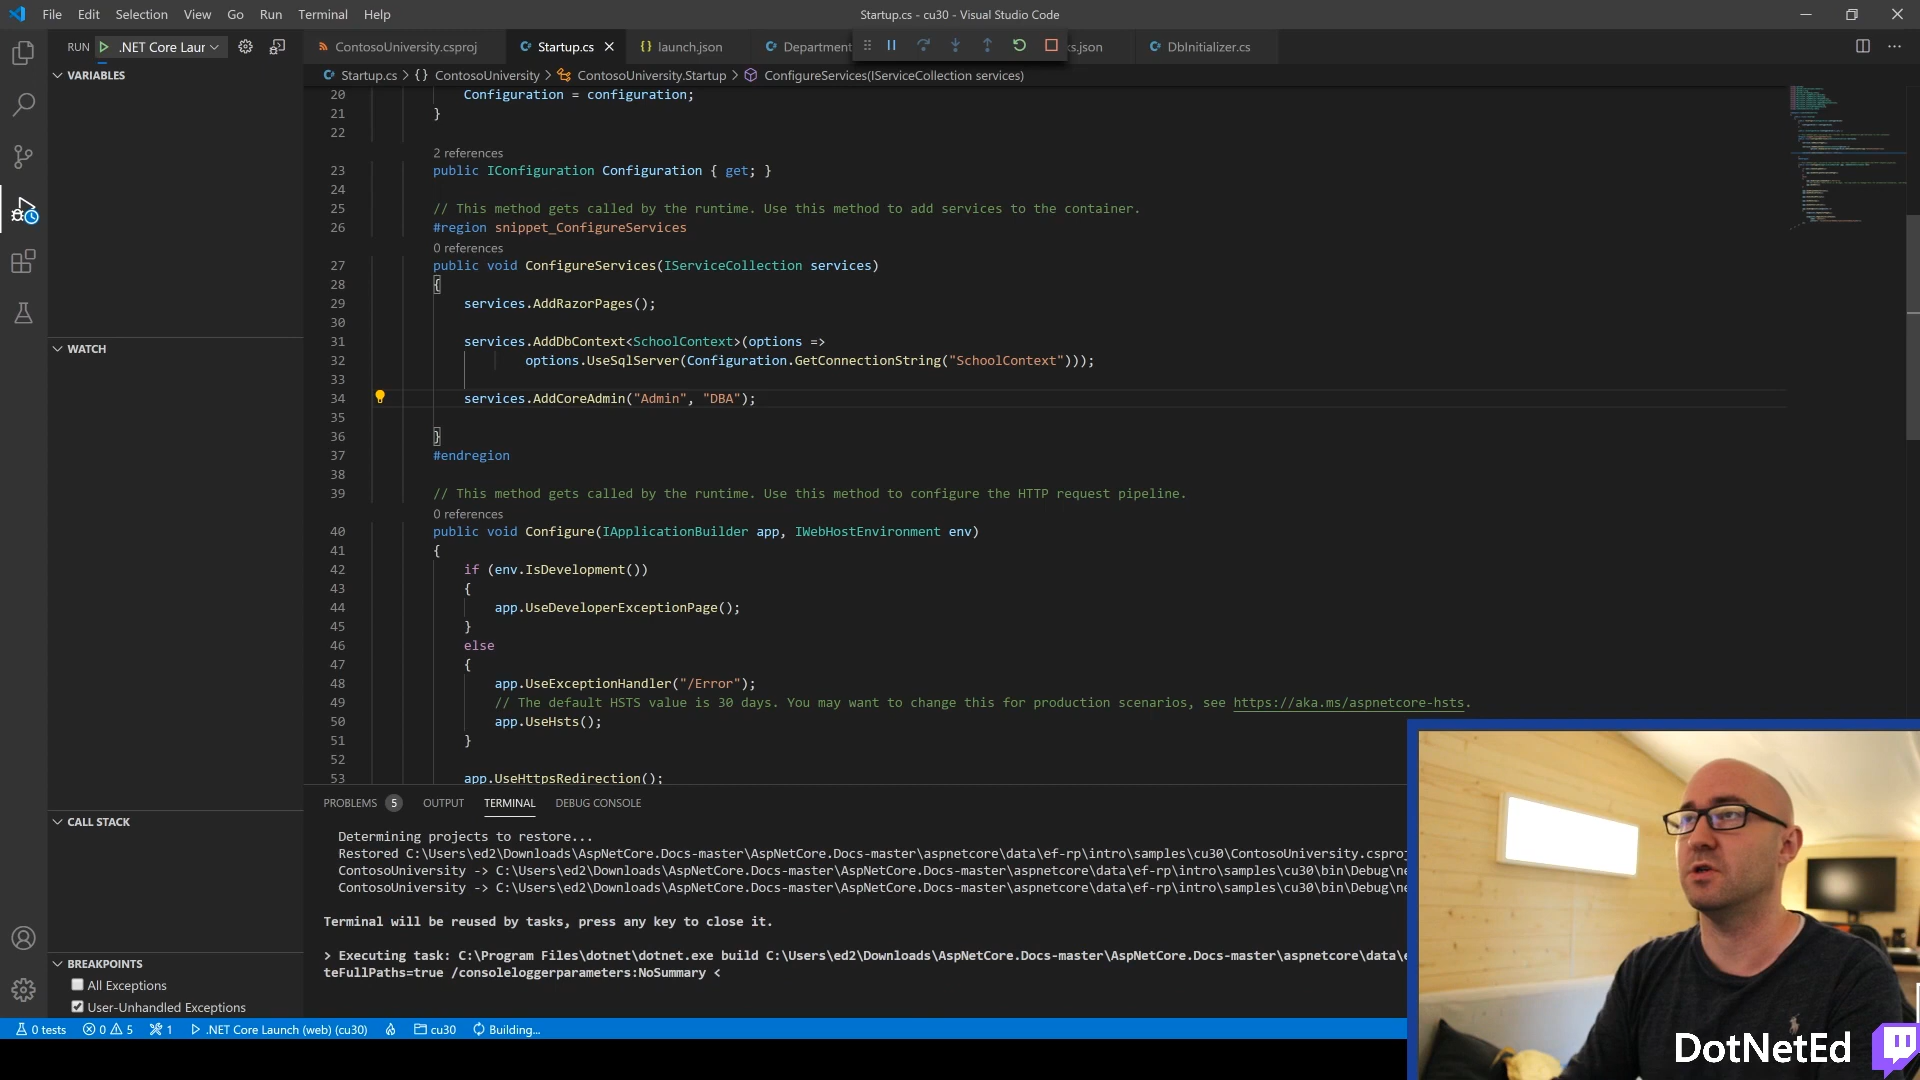 File Edit Selection View Go Run Terminal Help
Startup.cs - cu30 - Visual Studio Code
RUN .NET Core Laur
ContosoUniversity.csproj
Startup.cs
{} launch.json
Department
s.json
DbInitializer.cs
VARIABLES
Startup.cs > {} ContosoUniversity > ContosoUniversity.Startup > ConfigureServices(IServiceCollection services)
20 Configuration = configuration;
21 }
22
2 references
23 public IConfiguration Configuration { get; }
24
25 // This method gets called by the runtime. Use this method to add services to the container.
26 #region snippet_ConfigureServices
0 references
27 public void ConfigureServices(IServiceCollection services)
28 {
29 services.AddRazorPages();
30
31 services.AddDbContext<SchoolContext>(options =>
32 options.UseSqlServer(Configuration.GetConnectionString("SchoolContext")));
33
34 services.AddCoreAdmin("Admin", "DBA");
35
36 }
37 #endregion
38
39 // This method gets called by the runtime. Use this method to configure the HTTP request pipeline.
0 references
40 public void Configure(IApplicationBuilder app, IWebHostEnvironment env)
41 {
42 if (env.IsDevelopment())
43 {
44 app.UseDeveloperExceptionPage();
45 }
46 else
47 {
48 app.UseExceptionHandler("/Error");
49 // The default HSTS value is 30 days. You may want to change this for production scenarios, see https://aka.ms/aspnetcore-hsts.
50 app.UseHsts();
51 }
52
53 app.UseHttpsRedirection();
WATCH
CALL STACK
BREAKPOINTS
All Exceptions
User-Unhandled Exceptions
PROBLEMS 5 OUTPUT TERMINAL DEBUG CONSOLE
Determining projects to restore...
Restored C:\Users\ed2\Downloads\AspNetCore.Docs-master\AspNetCore.Docs-master\aspnetcore\data\ef-rp\intro\samples\cu30\ContosoUniversity.csproj
ContosoUniversity -> C:\Users\ed2\Downloads\AspNetCore.Docs-master\AspNetCore.Docs-master\aspnetcore\data\ef-rp\intro\samples\cu30\bin\Debug\ne
ContosoUniversity -> C:\Users\ed2\Downloads\AspNetCore.Docs-master\AspNetCore.Docs-master\aspnetcore\data\ef-rp\intro\samples\cu30\bin\Debug\ne
Terminal will be reused by tasks, press any key to close it.
> Executing task: C:\Program Files\dotnet\dotnet.exe build C:\Users\ed2\Downloads\AspNetCore.Docs-master\AspNetCore.Docs-master\aspnetcore\data\e
teFullPaths=true /consoleloggerparameters:NoSummary <
0 tests 0 5 1 .NET Core Launch (web) (cu30) cu30 Building...
DotNetEd